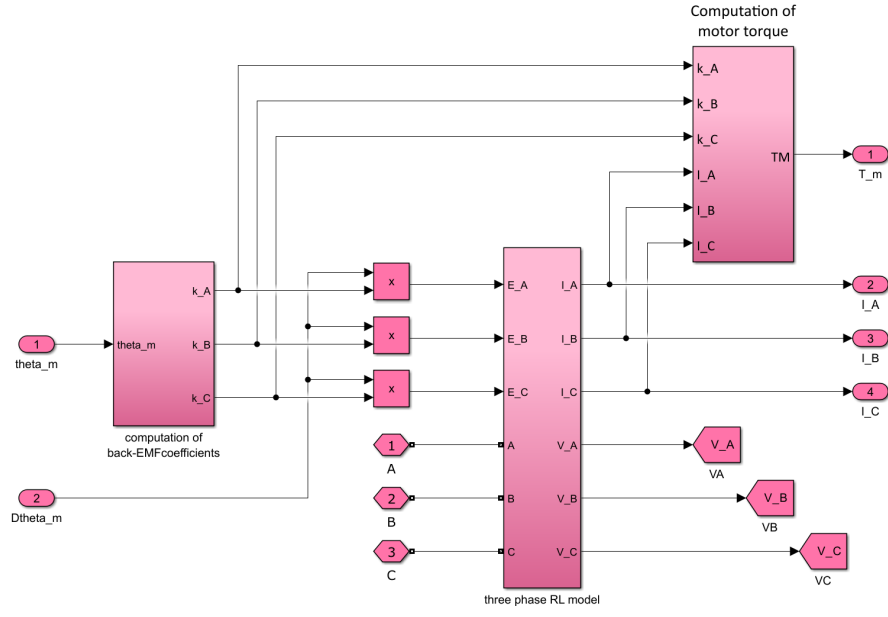 Computation of
motor torque
k_A
k_B
k_C
I_A
I_B
I_C
TM
1
T_m
k_A
k_B
k_C
theta_m
computation of
back-EMFcoefficients
1
theta_m
2
Dtheta_m
x
x
x
E_A
E_B
E_C
A
B
C
I_A
I_B
I_C
V_A
V_B
V_C
three phase RL model
1
A
2
B
3
C
2
I_A
3
I_B
4
I_C
V_A
VA
V_B
VB
V_C
VC